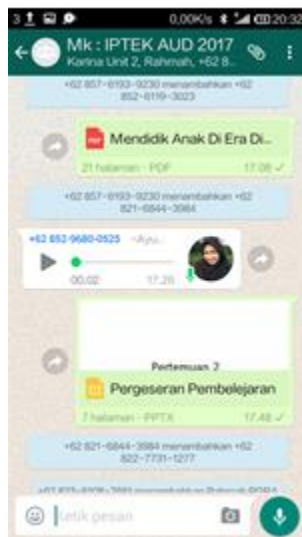 3 0,00K/s 20:32
Mk : IPTEK AUD 2017
Karina Unit 2, Rahmah, +62 8..
+62 857-6193-9230 menambahkan +62
852-6119-3023
Mendidik Anak Di Era Di...
21 halaman · PDF 17.08
+62 857-6193-9230 menambahkan +62
821-6844-3984
+62 852-9680-0525 ~Ayu
00.02 17.26
Pertemuan 2
Pergeseran Pembelejaran
7 halaman · PPTX 17.48
+62 821-6844-3984 menambahkan +62
822-7731-1277
Ketik pesan